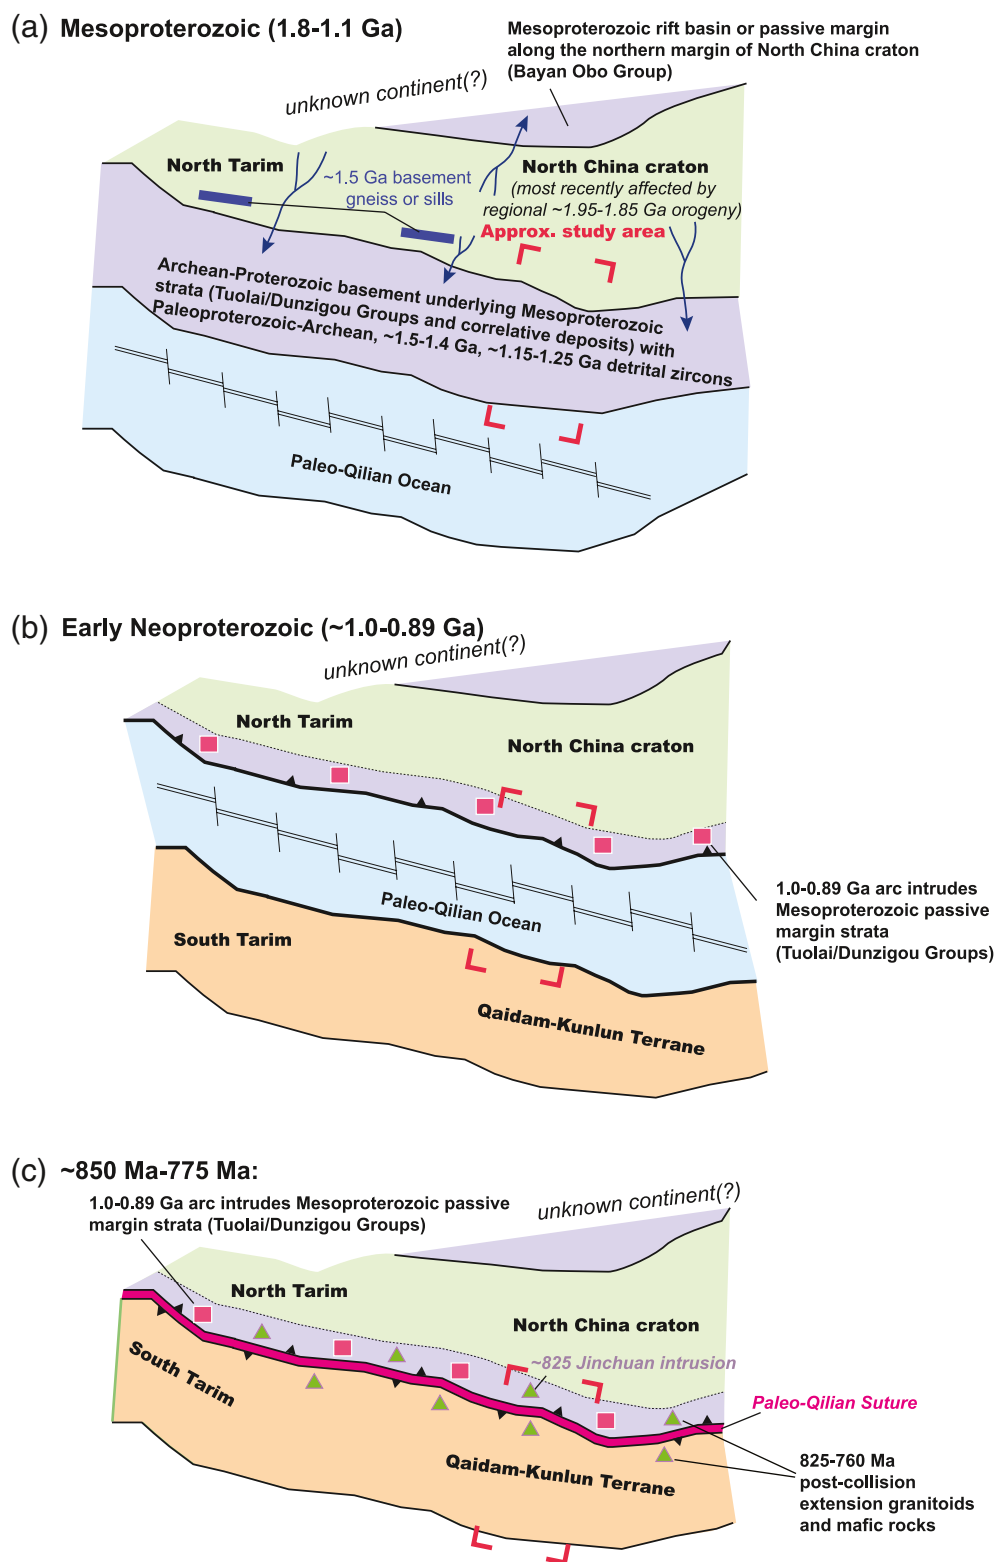 (a) Mesoproterozoic (1.8-1.1 Ga)
Mesoproterozoic rift basin or passive margin
along the northern margin of North China craton
(Bayan Obo Group)
unknown continent(?)
North Tarim
~1.5 Ga basement
gneiss or sills
North China craton
(most recently affected by
regional ~1.95-1.85 Ga orogeny)
Approx. study area
Archean-Proterozoic basement underlying Mesoproterozoic
strata (Tuolai/Dunzigou Groups and correlative deposits) with
Paleoproterozoic-Archean, ~1.5-1.4 Ga, ~1.15-1.25 Ga detrital zircons
Paleo-Qilian Ocean
(b) Early Neoproterozoic (~1.0-0.89 Ga)
unknown continent(?)
North Tarim
North China craton
Paleo-Qilian Ocean
South Tarim
Qaidam-Kunlun Terrane
1.0-0.89 Ga arc intrudes
Mesoproterozoic passive
margin strata
(Tuolai/Dunzigou Groups)
(c) ~850 Ma-775 Ma:
1.0-0.89 Ga arc intrudes Mesoproterozoic passive
margin strata (Tuolai/Dunzigou Groups)
unknown continent(?)
North Tarim
North China craton
~825 Jinchuan intrusion
South Tarim
Paleo-Qilian Suture
Qaidam-Kunlun Terrane
825-760 Ma
post-collision
extension granitoids
and mafic rocks